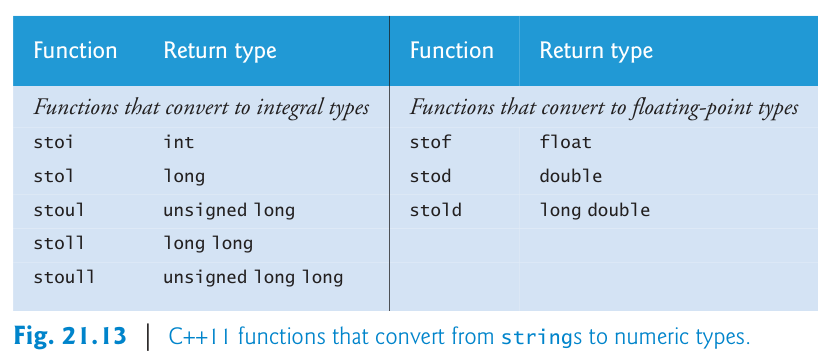 Function Return type Function Return type
Functions that convert to integral types Functions that convert to floating-point types
stoi int stof float
stol long stod double
stoul unsigned long stold long double
stoll long long
stoull unsigned long long
Fig. 21.13 | C++11 functions that convert from strings to numeric types.